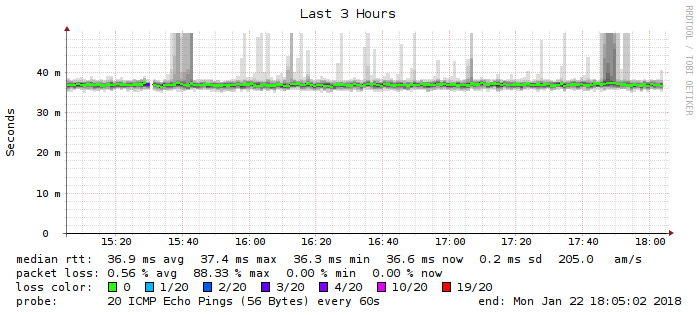 Last 3 Hours
RRDTOOL / TOBI OETIKER
Seconds
40 m
30 m
20 m
10 m
0
15:20 15:40 16:00 16:20 16:40 17:00 17:20 17:40 18:00
median rtt: 36.9 ms avg 37.4 ms max 36.3 ms min 36.6 ms now 0.2 ms sd 205.0 am/s
packet loss: 0.56 % avg 88.33 % max 0.00 % min 0.00 % now
loss color: 0 1/20 2/20 3/20 4/20 10/20 19/20
probe: 20 ICMP Echo Pings (56 Bytes) every 60s end: Mon Jan 22 18:05:02 2018